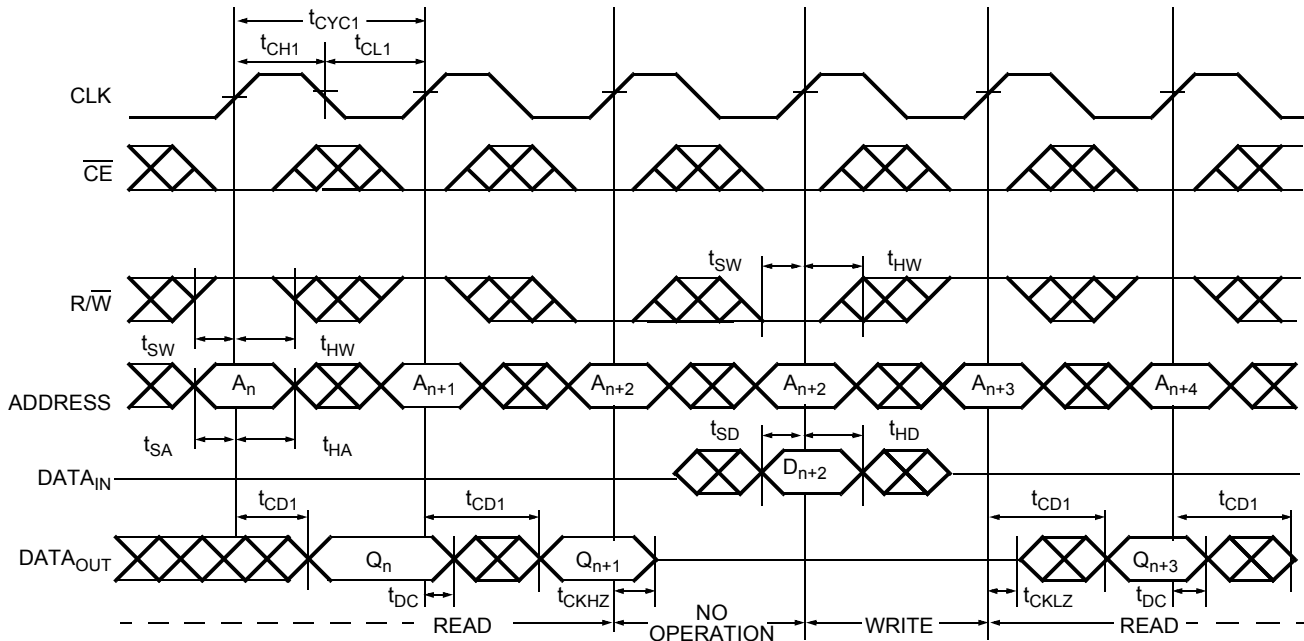 tCYC1
tCH1 tCL1
CLK
CE
tSW tHW
R/W
tSW tHW
An An+1 An+2 An+2 An+3 An+4
ADDRESS
tSA tHA tSD tHD
DATAIN Dn+2
tCD1 tCD1 tCD1 tCD1
DATAOUT Qn Qn+1 Qn+3
tDC tCKHZ tCKLZ tDC
READ NO OPERATION WRITE READ